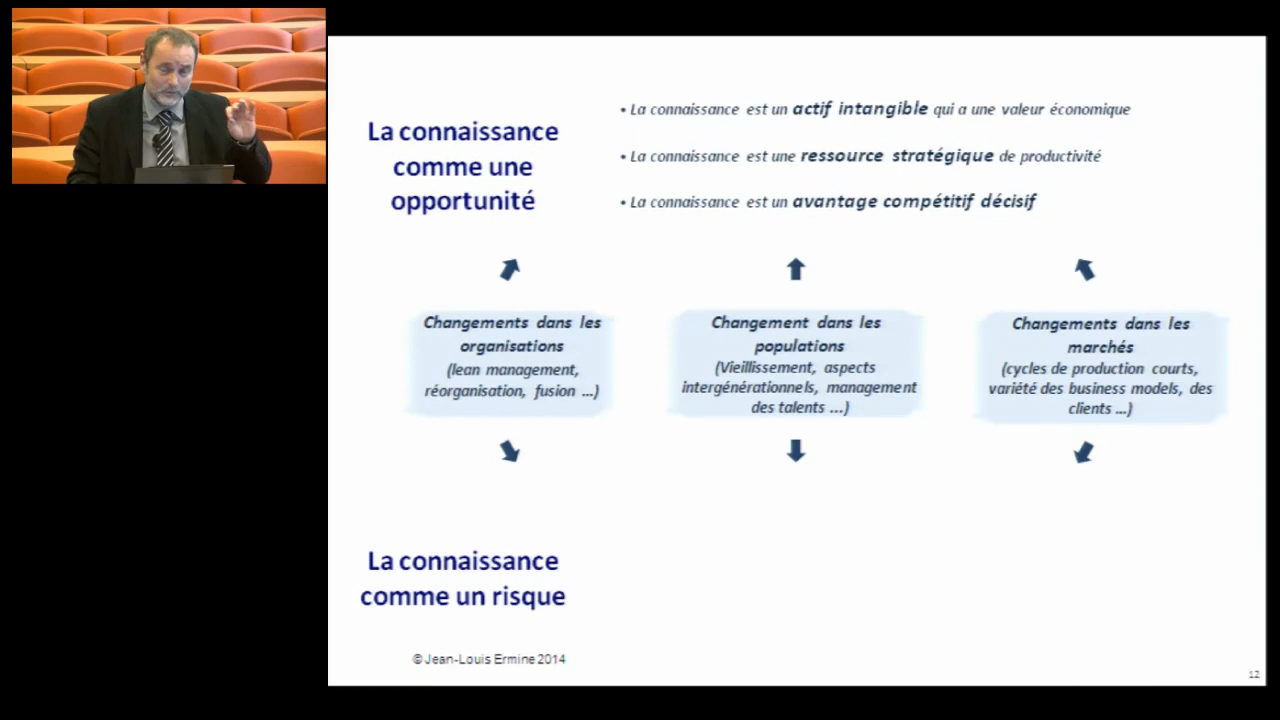 La connaissance
comme une
opportunité
• La connaissance est un actif intangible qui a une valeur économique
• La connaissance est une ressource stratégique de productivité
• La connaissance est un avantage compétitif décisif
Changements dans les
organisations
(lean management,
réorganisation, fusion ...)
Changement dans les
populations
(Vieillissement, aspects
intergénérationnels, management
des talents ...)
Changements dans les
marchés
(cycles de production courts,
variété des business models, des
clients ...)
La connaissance
comme un risque
© Jean-Louis Ermine 2014
12